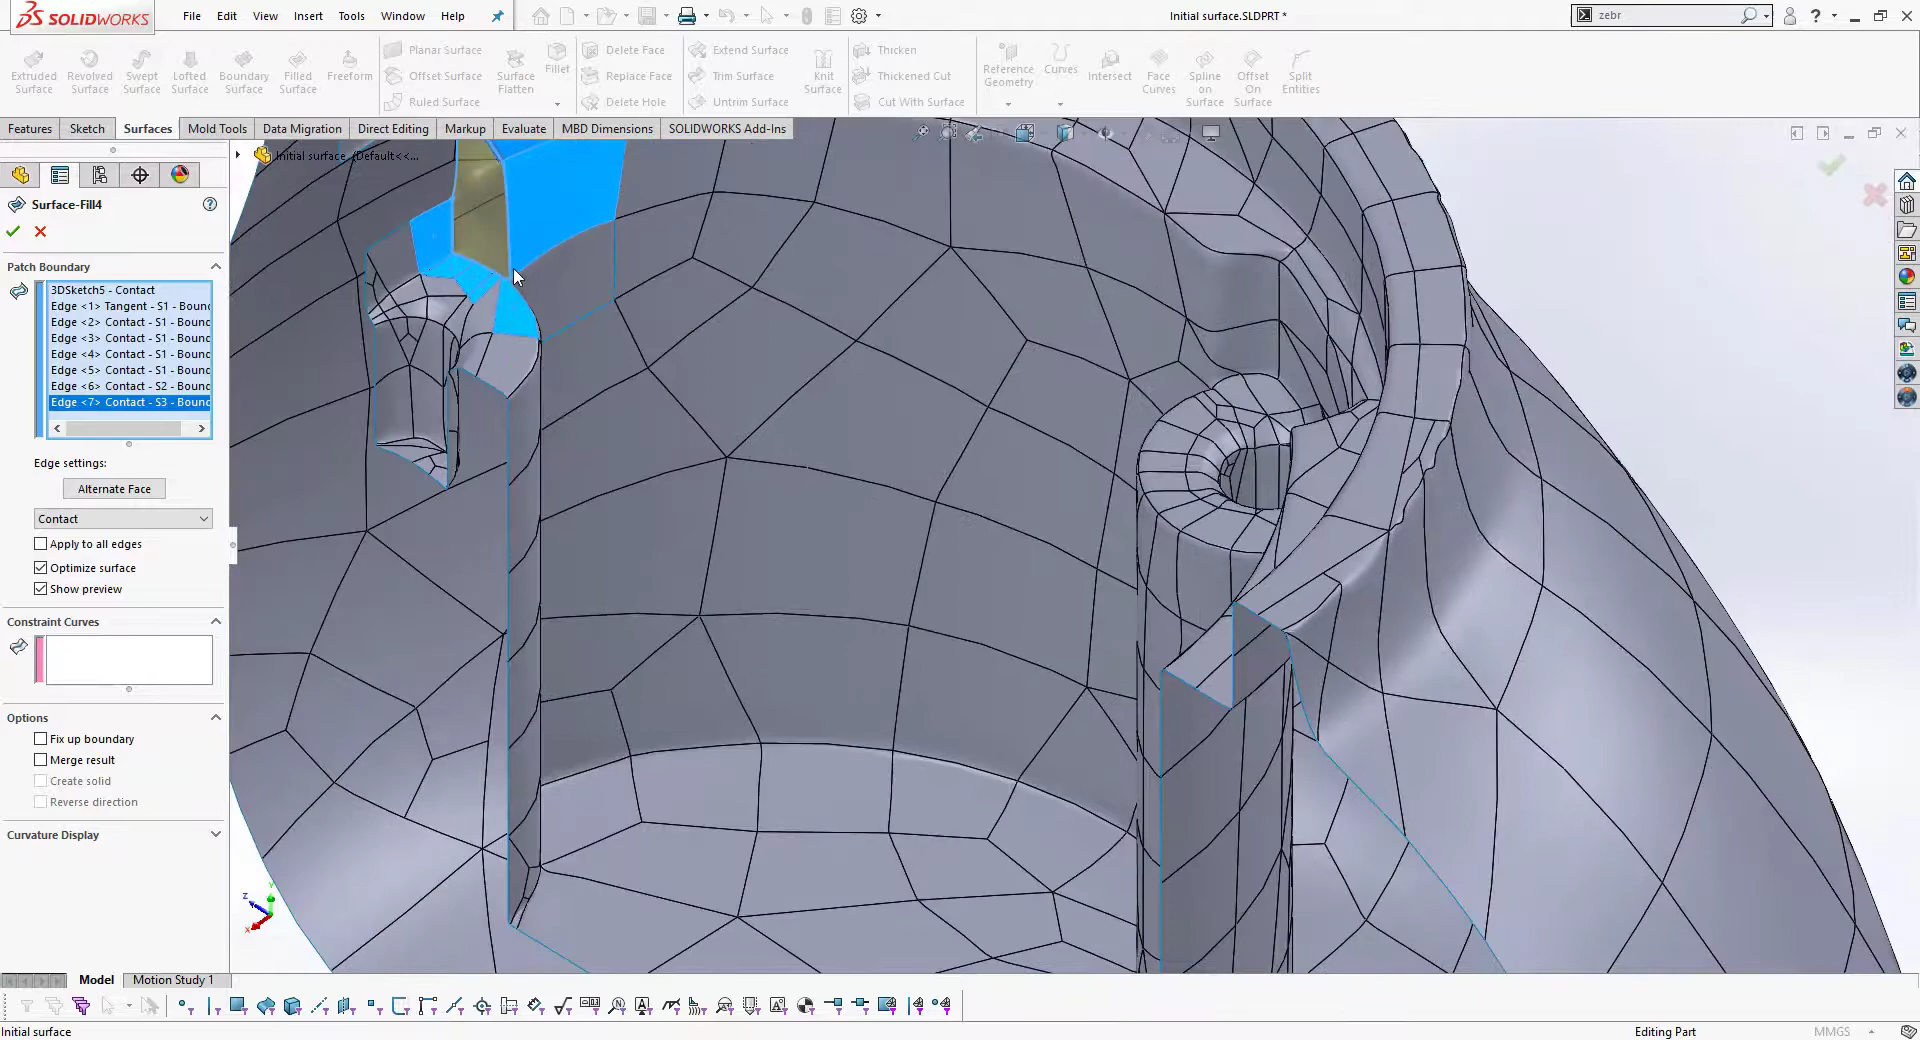 SOLIDWORKS
File Edit View Insert Tools Window Help
Initial surface.SLDPRT *
zebr
Extruded Surface
Revolved Surface
Swept Surface
Lofted Surface
Boundary Surface
Filled Surface
Freeform
Planar Surface
Offset Surface
Ruled Surface
Surface Flatten
Fillet
Delete Face
Replace Face
Delete Hole
Extend Surface
Trim Surface
Untrim Surface
Knit Surface
Thicken
Thickened Cut
Cut With Surface
Reference Geometry
Curves
Intersect
Face Curves
Spline on Surface
Offset On Surface
Split Entities
Features Sketch Surfaces Mold Tools Data Migration Direct Editing Markup Evaluate MBD Dimensions SOLIDWORKS Add-Ins
Initial surface (Default<<...
Surface-Fill4
Patch Boundary
3DSketch5 - Contact
Edge <1> Tangent - S1 - Bound
Edge <2> Contact - S1 - Bound
Edge <3> Contact - S1 - Bound
Edge <4> Contact - S1 - Bound
Edge <5> Contact - S1 - Bound
Edge <6> Contact - S2 - Bound
Edge <7> Contact - S3 - Bound
Edge settings:
Alternate Face
Contact
Apply to all edges
Optimize surface
Show preview
Constraint Curves
Options
Fix up boundary
Merge result
Create solid
Reverse direction
Curvature Display
Y
Z
X
Model Motion Study 1
Initial surface
Editing Part
MMGS